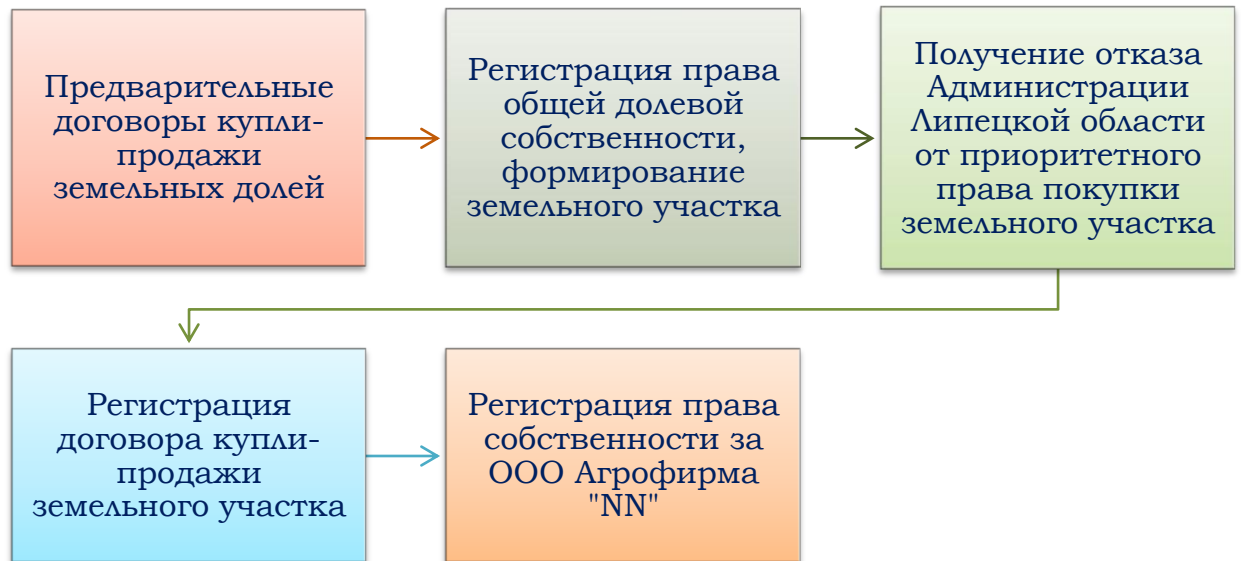 Предварительные
договоры купли-
продажи
земельных долей
Регистрация права
общей долевой
собственности,
формирование
земельного участка
Получение отказа
Администрации
Липецкой области
от приоритетного
права покупки
земельного участка
Регистрация
договора купли-
продажи
земельного участка
Регистрация права
собственности за
ООО Агрофирма
"NN"